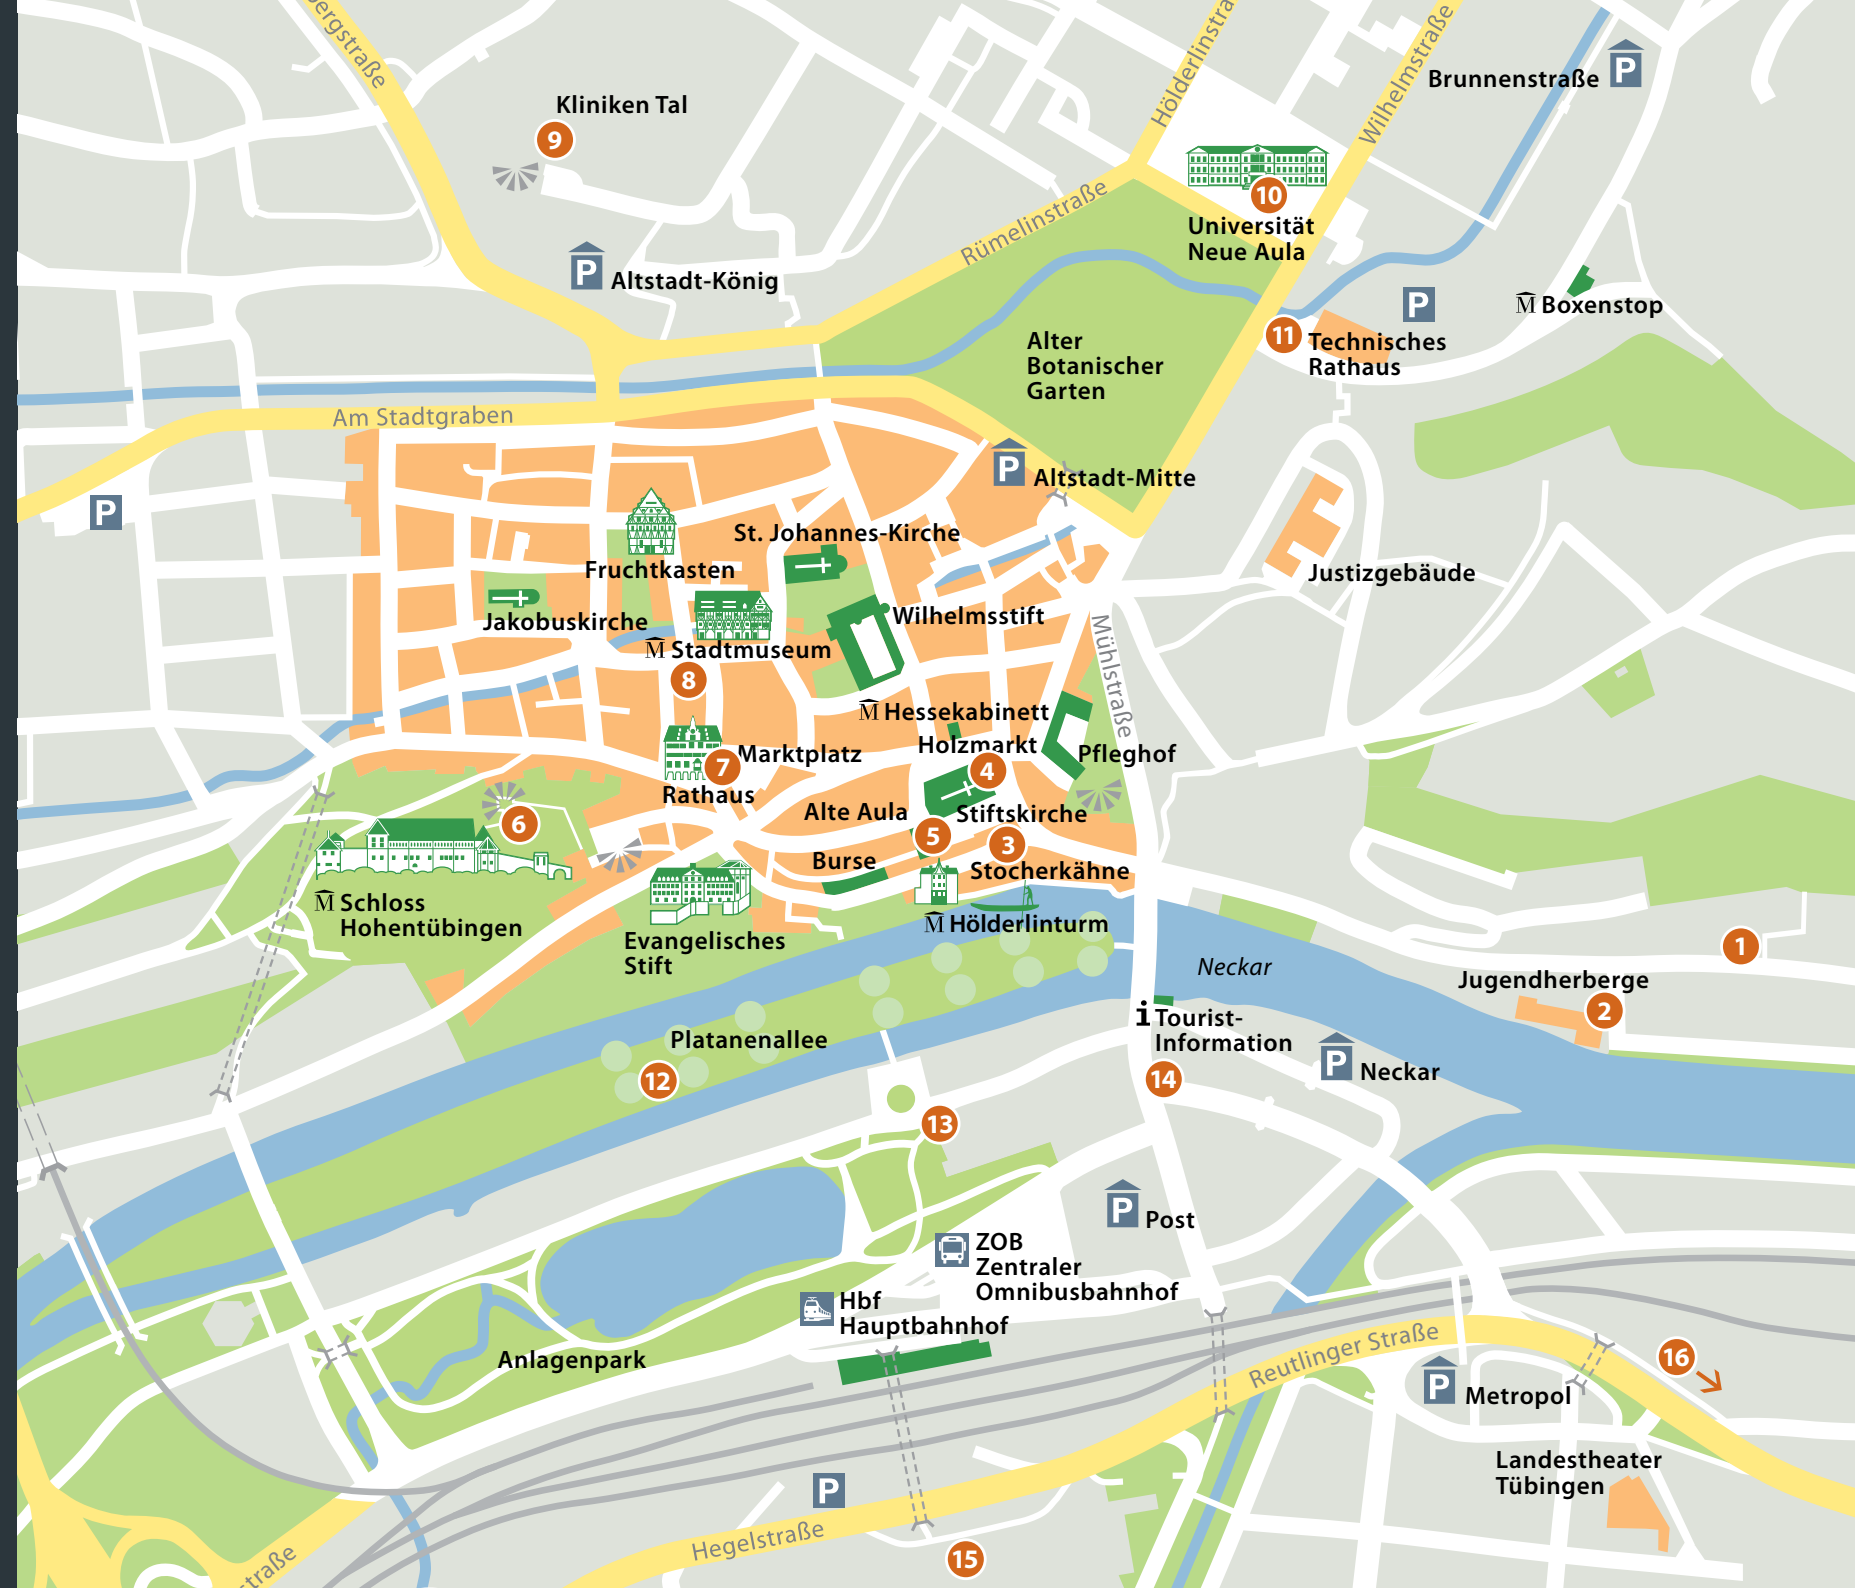 bergstraße
Hölderlinstra
Wilhelmstraße
Brunnenstraße
P
Kliniken Tal
9
10
Universität
Neue Aula
Rümelinstraße
P
Altstadt-König
P
M Boxenstop
11
Technisches
Rathaus
Alter
Botanischer
Garten
Am Stadtgraben
P
Altstadt-Mitte
P
St. Johannes-Kirche
Fruchtkasten
Justizgebäude
Jakobuskirche
Wilhelmsstift
M Stadtmuseum
8
Mühlstraße
M Hessekabinett
Holzmarkt
Marktplatz
7
4
Pfleghof
Rathaus
Alte Aula
Stiftskirche
6
5
3
Burse
Stocherkähne
M Schloss
Hohentübingen
M Hölderlinturm
Evangelisches
Stift
1
Neckar
Jugendherberge
2
i Tourist-
Information
Platanenallee
P
Neckar
12
14
13
P
Post
ZOB
Zentraler
Omnibusbahnhof
Hbf
Hauptbahnhof
Anlagenpark
Reutlinger Straße
16
P
Metropol
Landestheater
Tübingen
P
Hegelstraße
15
straße